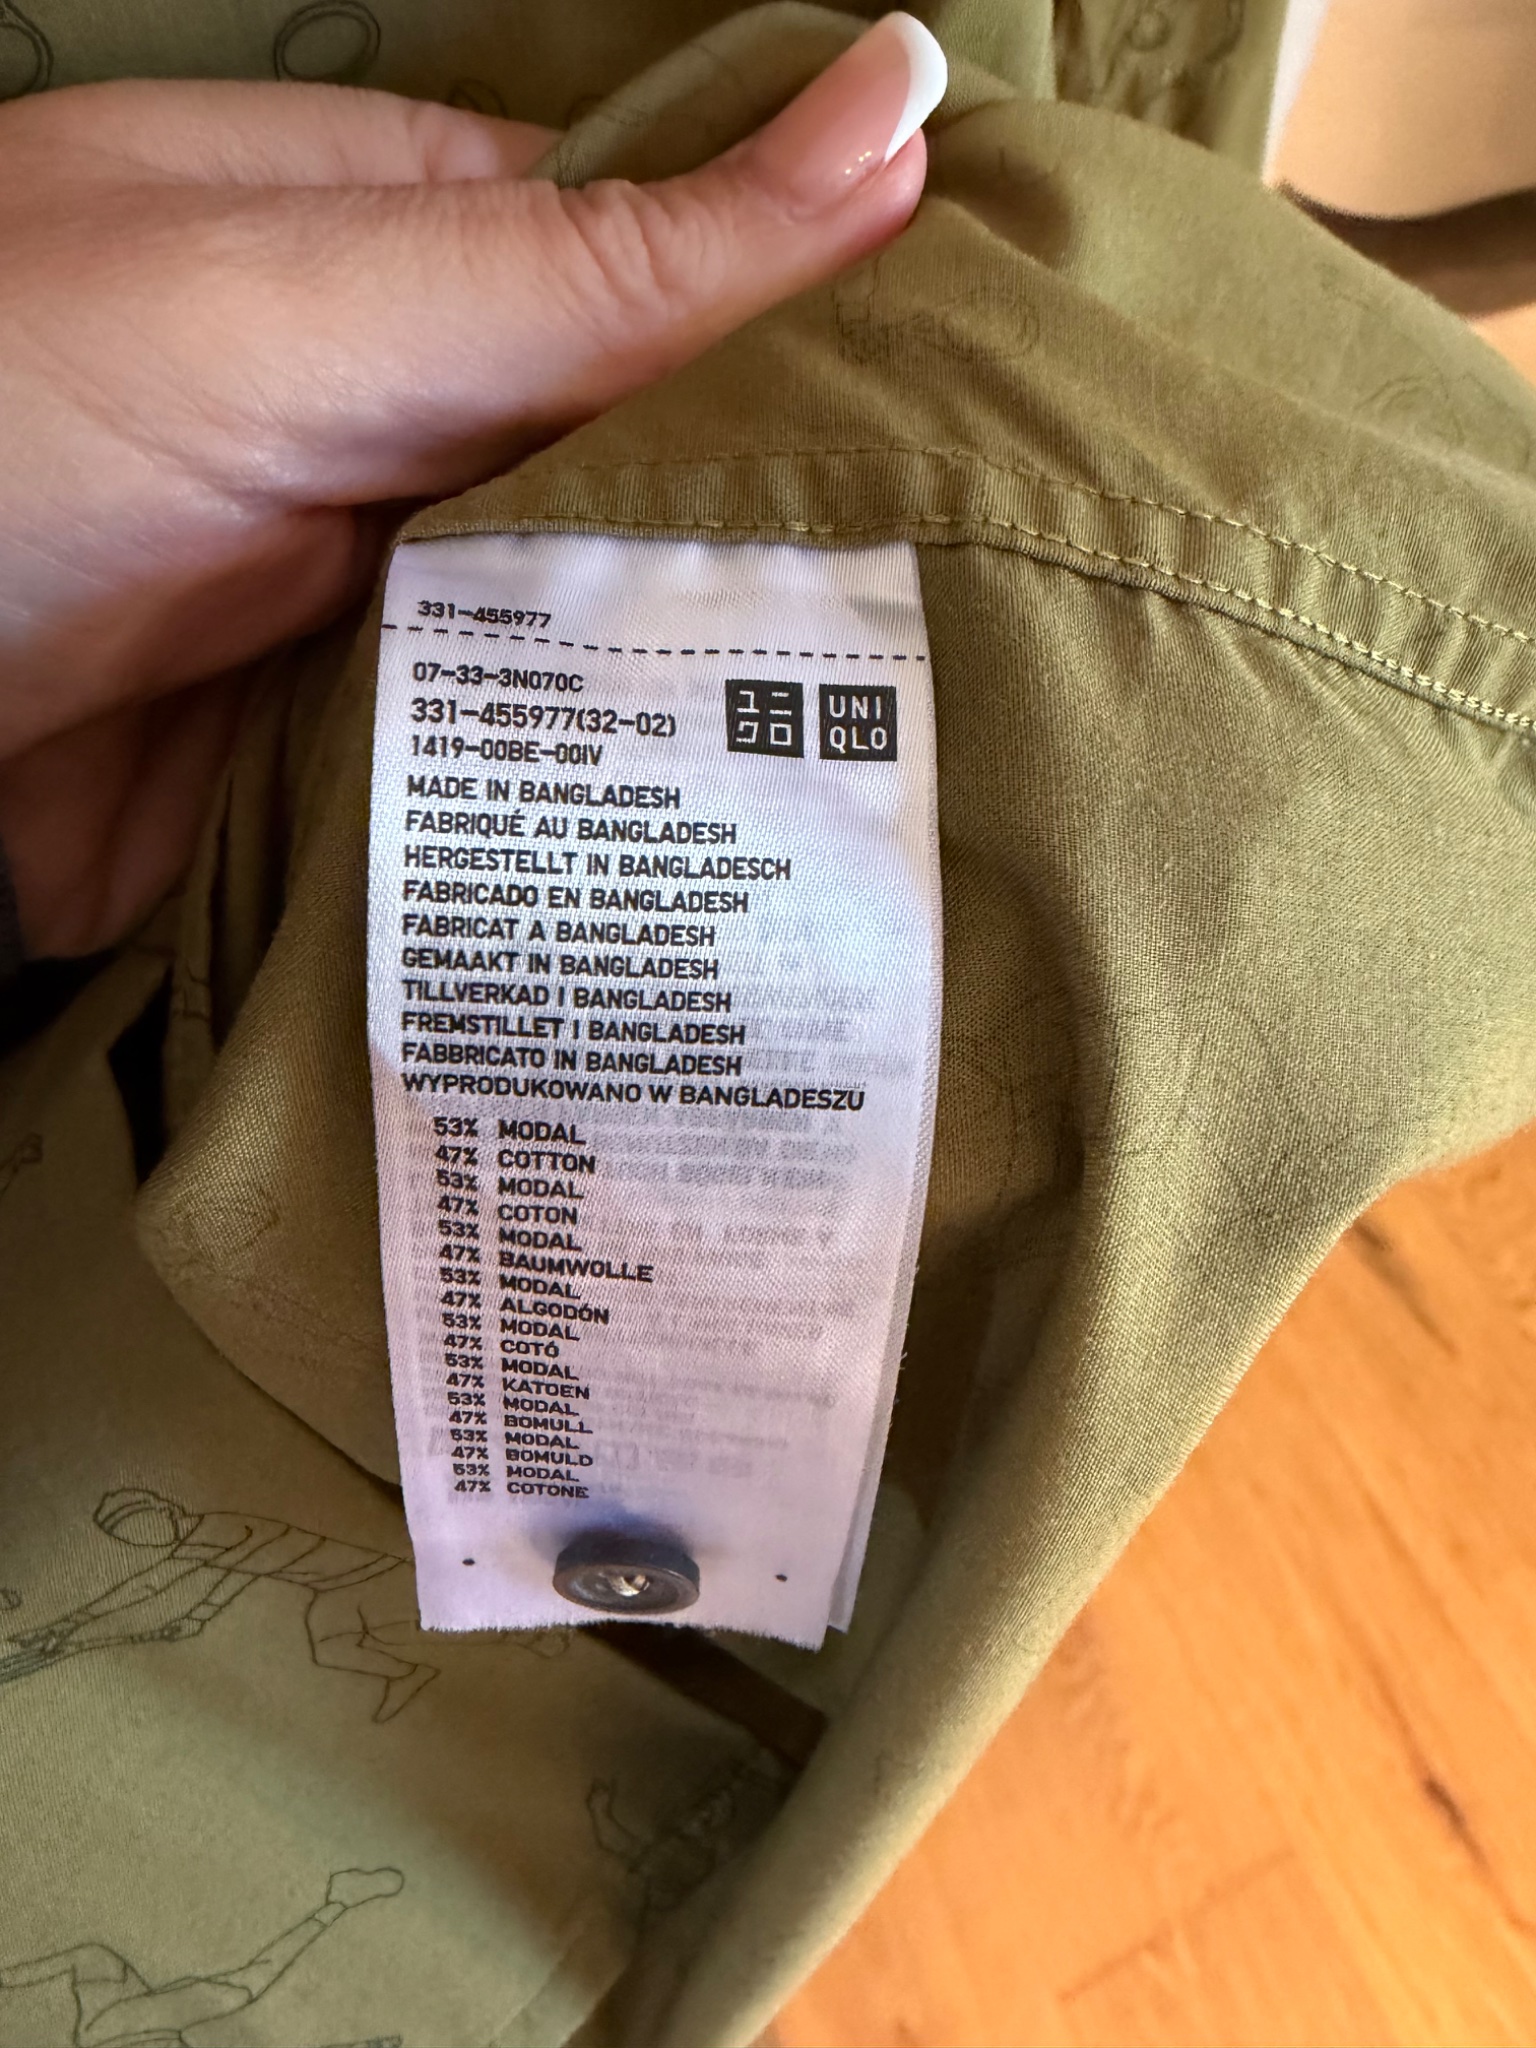 331-455977
07-33-3N070C
331-455977(32-02)
1419-00BE-00IV
ユニ
クロ
UNI
QLO
MADE IN BANGLADESH
FABRIQUÉ AU BANGLADESH
HERGESTELLT IN BANGLADESCH
FABRICADO EN BANGLADESH
FABRICAT A BANGLADESH
GEMAAKT IN BANGLADESH
TILLVERKAD I BANGLADESH
FREMSTILLET I BANGLADESH
FABBRICATO IN BANGLADESH
WYPRODUKOWANO W BANGLADESZU
53% MODAL
47% COTTON
53% MODAL
47% COTON
53% MODAL
47% BAUMWOLLE
53% MODAL
47% ALGODÓN
53% MODAL
47% COTÓ
53% MODAL
47% KATOEN
53% MODAL
47% BOMULL
53% MODAL
47% BOMULD
53% MODAL
47% COTONE